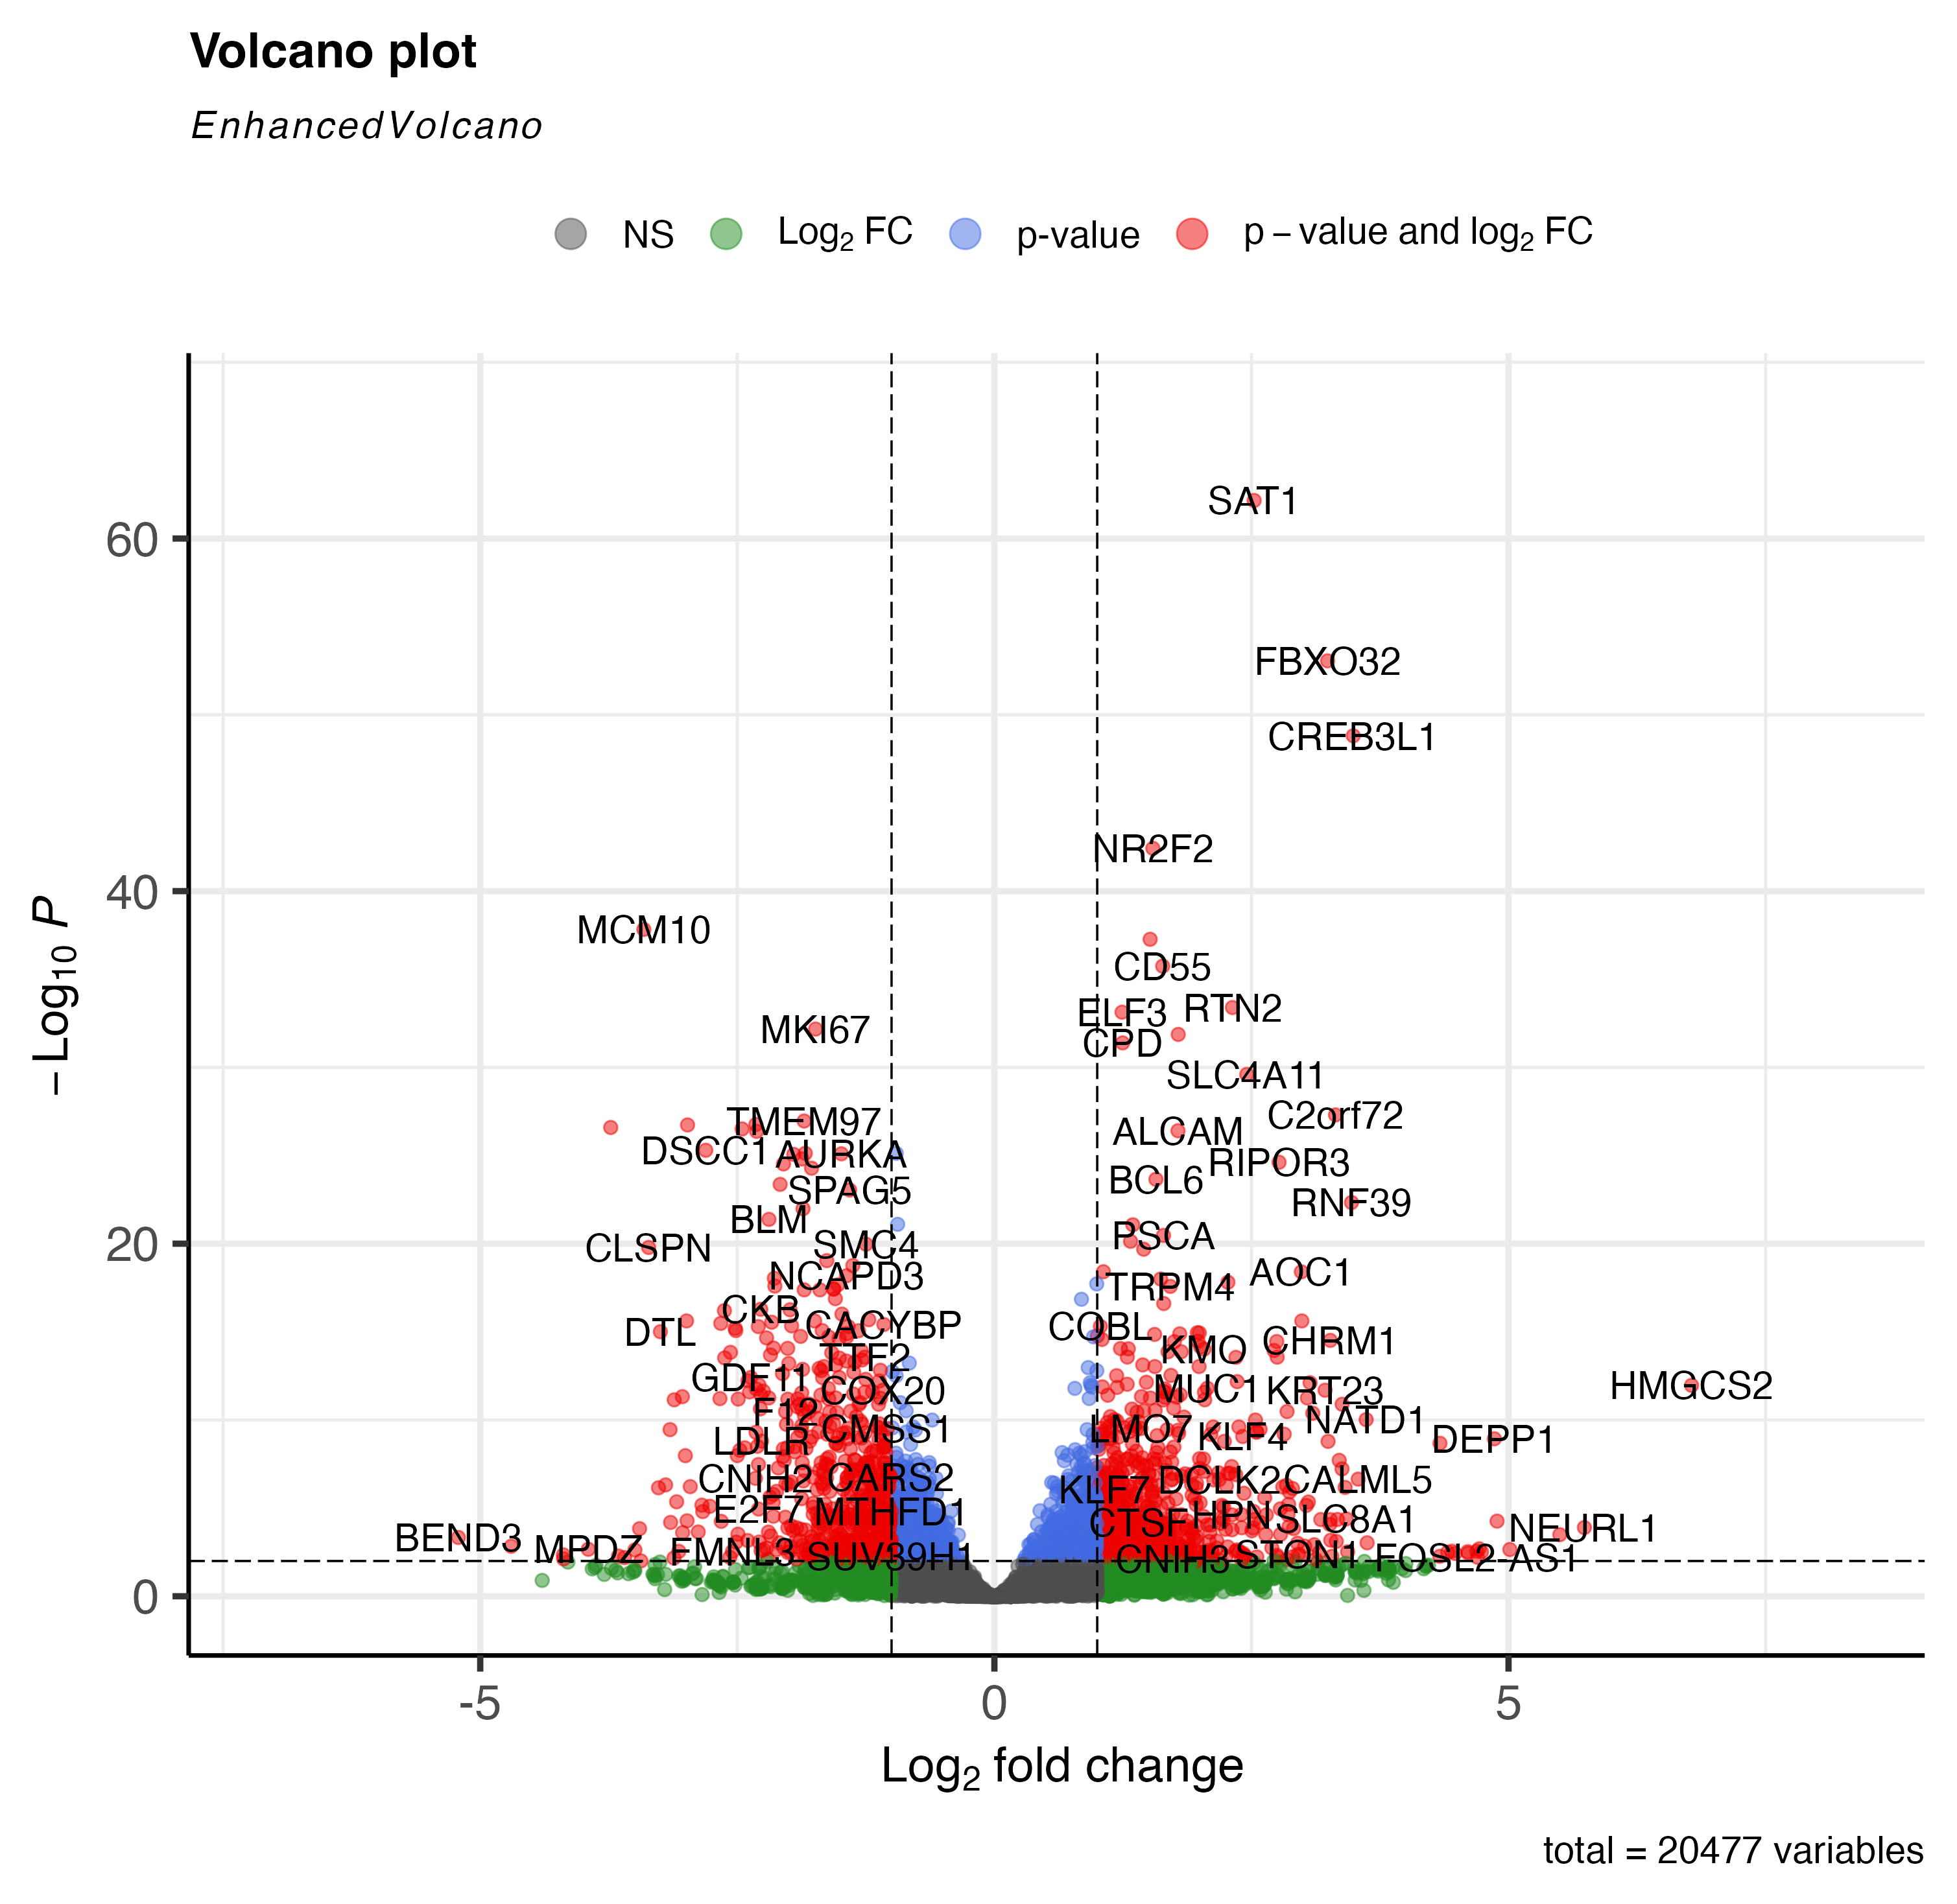 Volcano plot
EnhancedVolcano
NS Log₂ FC p-value p – value and log₂ FC
SAT1
60
FBXO32
CREB3L1
NR2F2
40
MCM10
CD55
RTN2
ELF3
MKI67
CPD
SLC4A11
C2orf72
TMEM97
ALCAM
DSCC1
AURKA
RIPOR3
BCL6
SPAG5
RNF39
BLM
PSCA
20
SMC4
CLSPN
AOC1
NCAPD3
TRPM4
CKB
CACYBP
COBL
DTL
CHRM1
KMO
TTF2
GDF11
HMGCS2
COX20
MUC1
KRT23
F12
NATD1
CMSS1
LMO7
KLF4
LDLR
DEPP1
CNIH2
CARS2
DCLK2
CALML5
KLF7
E2F7
MTHFD1
HPN
SLC8A1
CTSF
NEURL1
BEND3
MPDZ
FMNL3
SUV39H1
CNIH3
STON1
FOSL2-AS1
0
-5 0 5
–Log₁₀ P
Log₂ fold change
total = 20477 variables